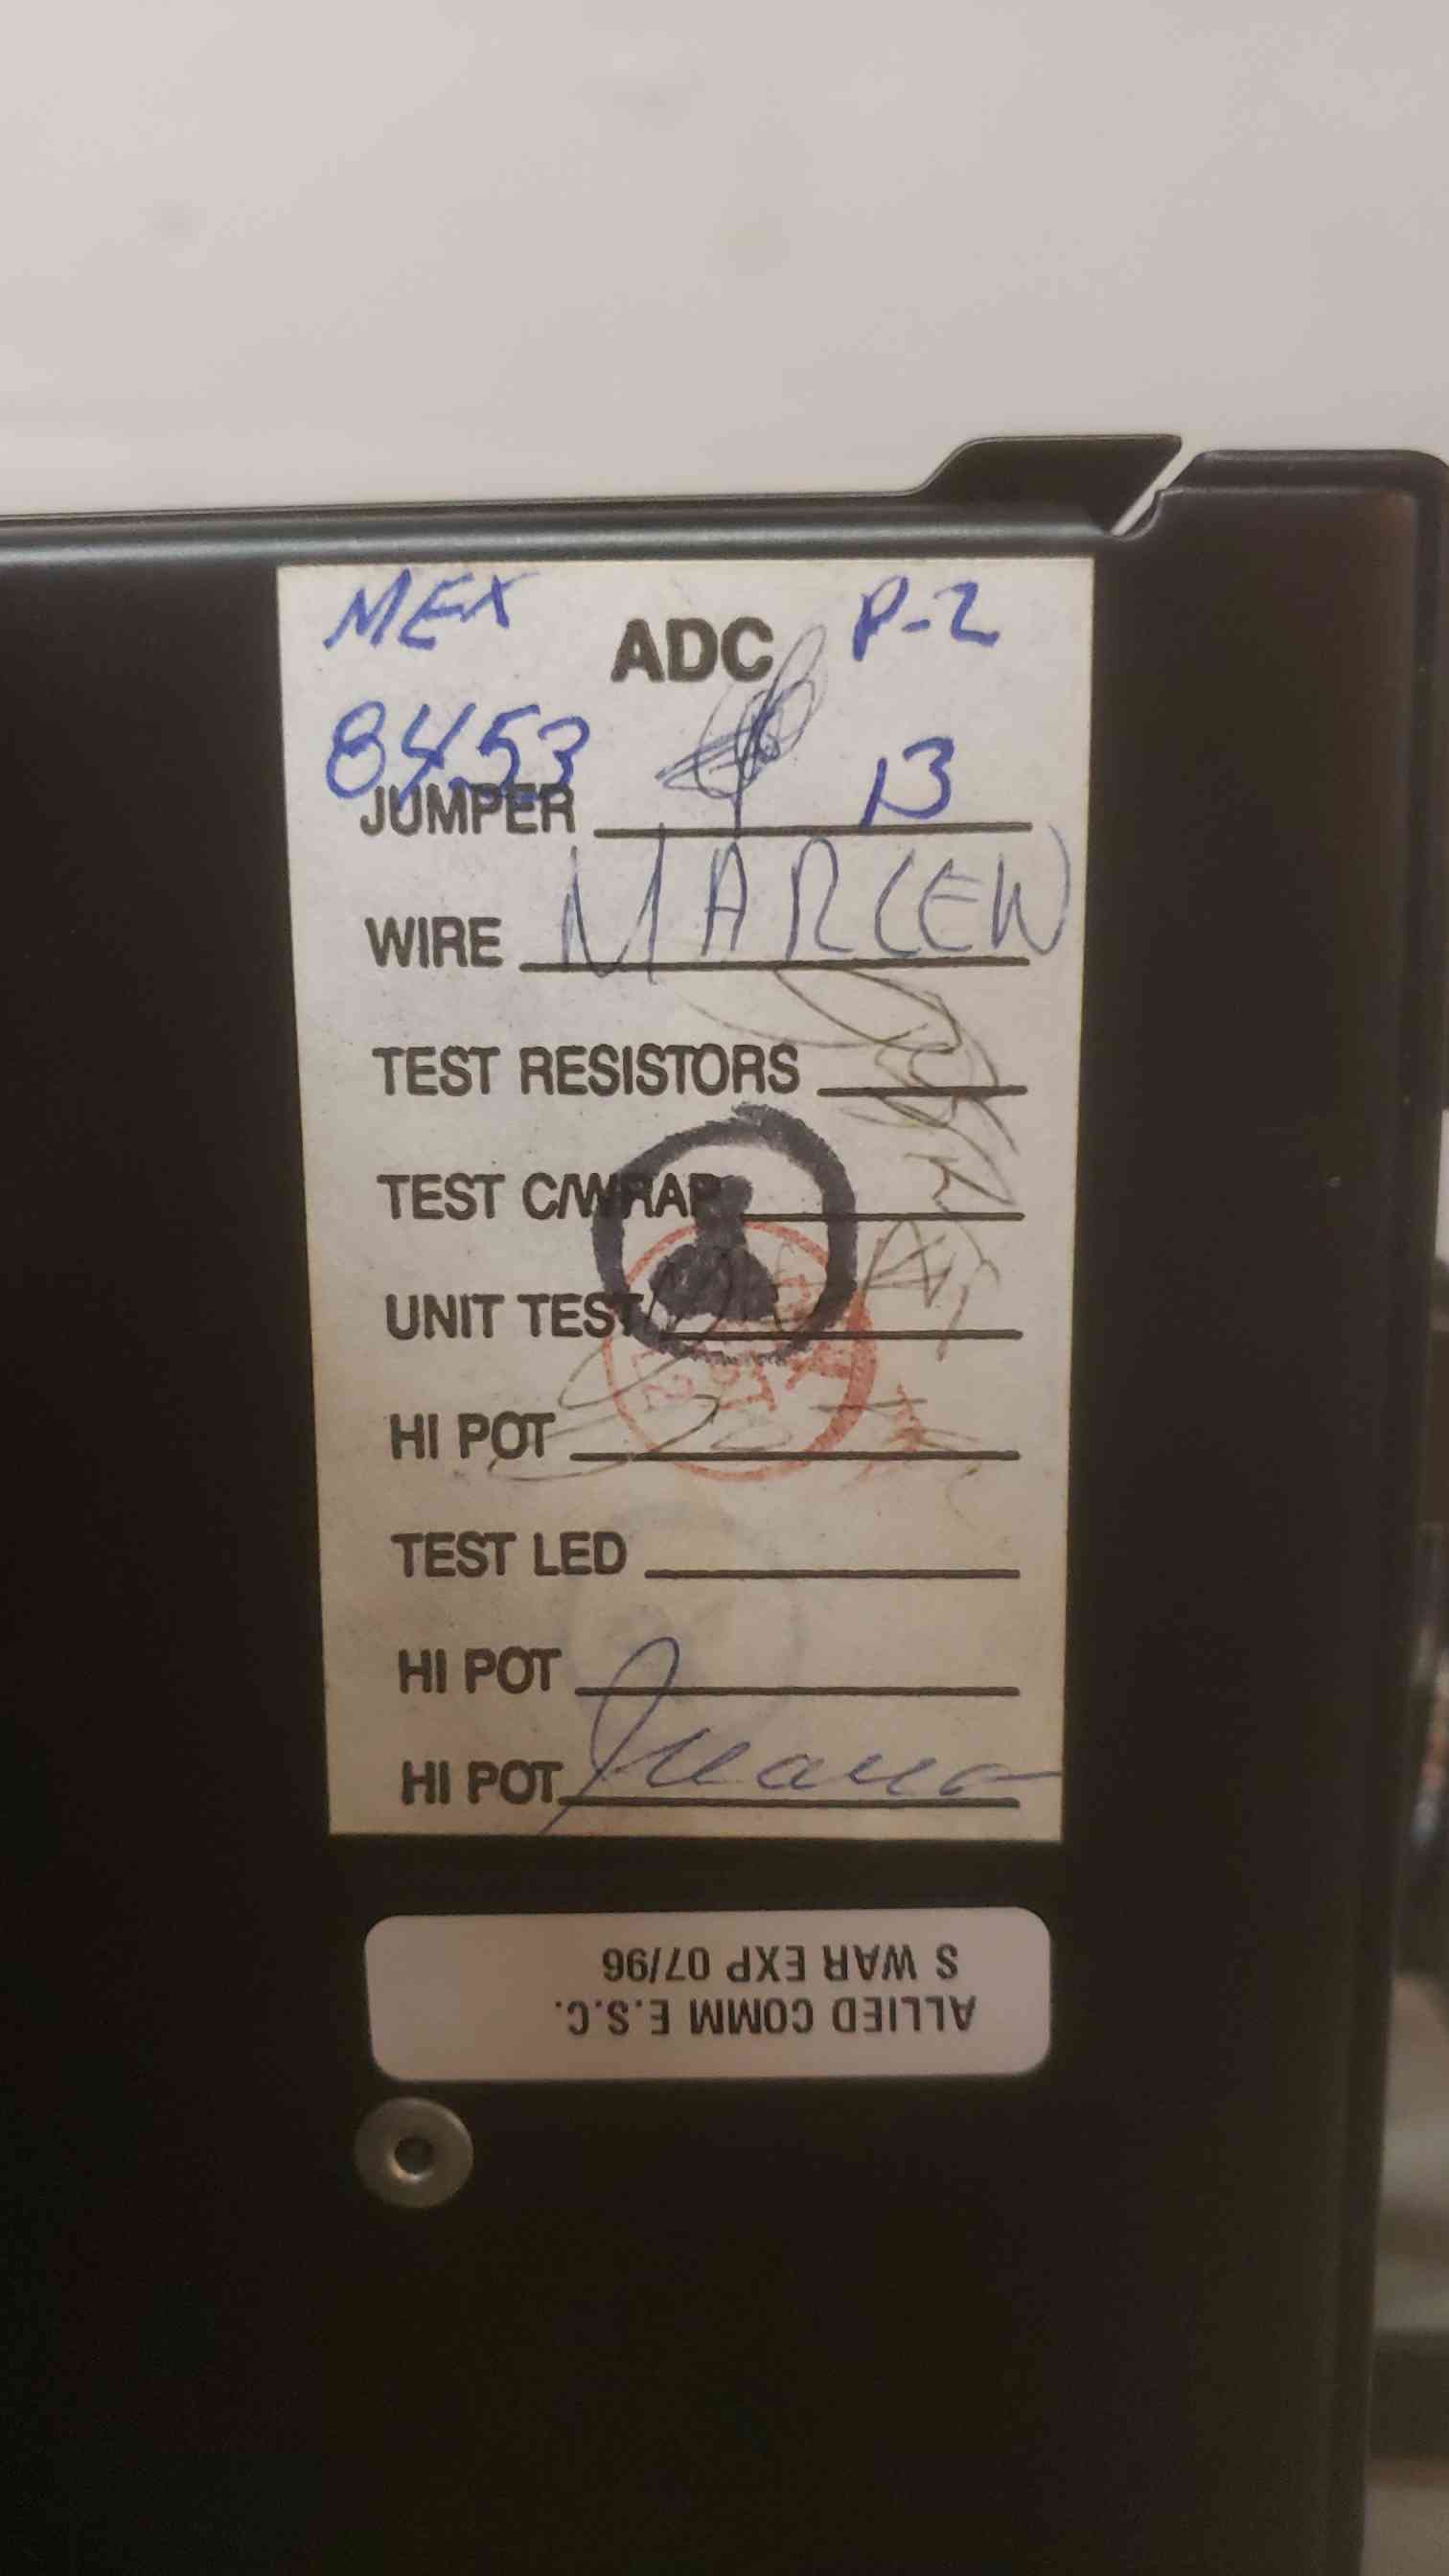 MEX ADC P-2
8453 13
JUMPER
WIRE MARCEW
TEST RESISTORS
TEST C/WRAP
UNIT TEST
HI POT
TEST LED
HI POT
HI POT Juana
S WAR EXP 07/96
ALLIED COMM E.S.C.